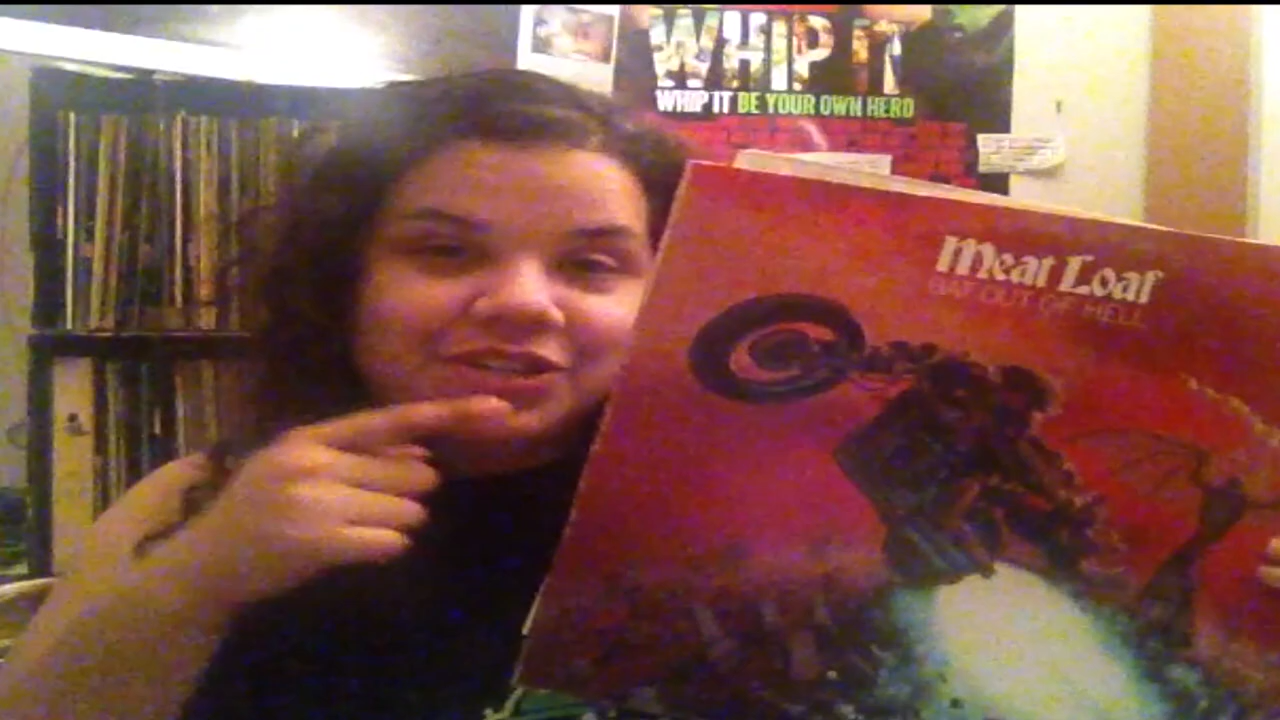 WHIP IT
WHIP IT BE YOUR OWN HERO
Meat Loaf
BAT OUT OF HELL